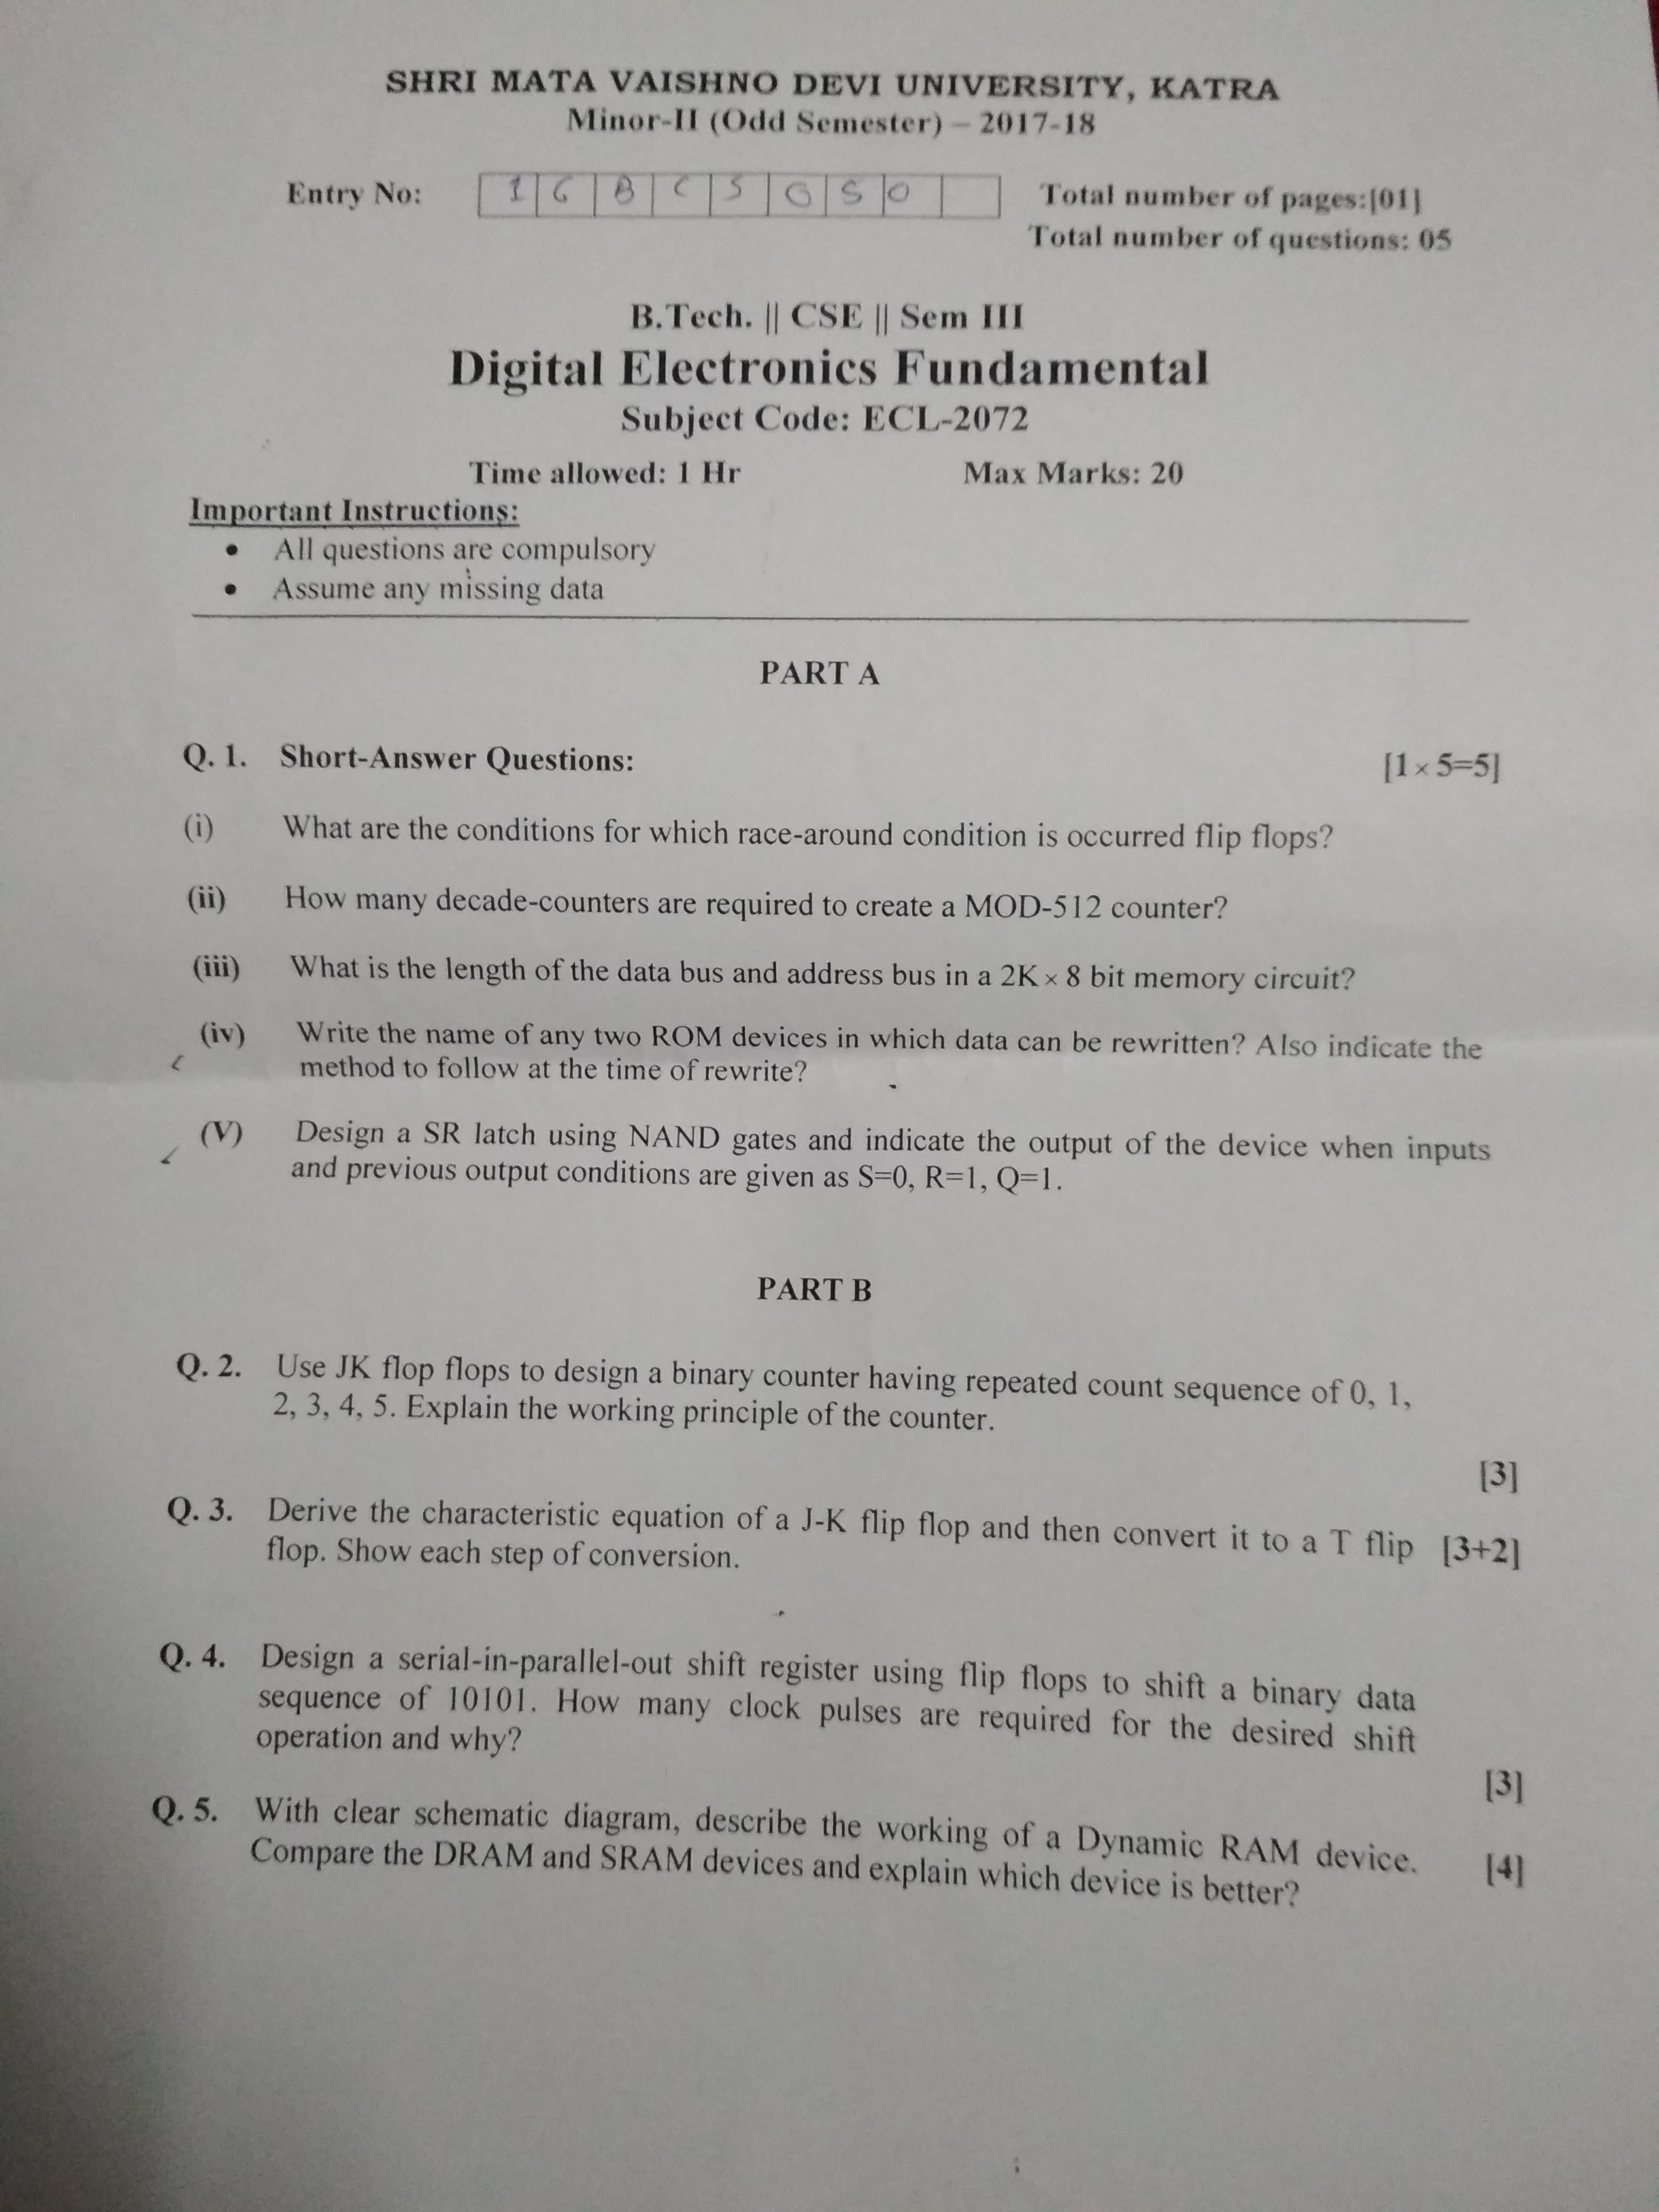 SHRI MATA VAISHNO DEVI UNIVERSITY, KATRA
Minor-II (Odd Semester) – 2017-18
Entry No: 1 6 B C S 0 5 0
Total number of pages:[01]
Total number of questions: 05
B.Tech. || CSE || Sem III
Digital Electronics Fundamental
Subject Code: ECL-2072
Time allowed: 1 Hr Max Marks: 20
Important Instructions:
• All questions are compulsory
• Assume any missing data
PART A
Q. 1. Short-Answer Questions: [1 × 5=5]
(i) What are the conditions for which race-around condition is occurred flip flops?
(ii) How many decade-counters are required to create a MOD-512 counter?
(iii) What is the length of the data bus and address bus in a 2K × 8 bit memory circuit?
(iv) Write the name of any two ROM devices in which data can be rewritten? Also indicate the
method to follow at the time of rewrite?
(V) Design a SR latch using NAND gates and indicate the output of the device when inputs
and previous output conditions are given as S=0, R=1, Q=1.
PART B
Q. 2. Use JK flop flops to design a binary counter having repeated count sequence of 0, 1,
2, 3, 4, 5. Explain the working principle of the counter.
[3]
Q. 3. Derive the characteristic equation of a J-K flip flop and then convert it to a T flip [3+2]
flop. Show each step of conversion.
Q. 4. Design a serial-in-parallel-out shift register using flip flops to shift a binary data
sequence of 10101. How many clock pulses are required for the desired shift
operation and why?
[3]
Q. 5. With clear schematic diagram, describe the working of a Dynamic RAM device.
Compare the DRAM and SRAM devices and explain which device is better? [4]